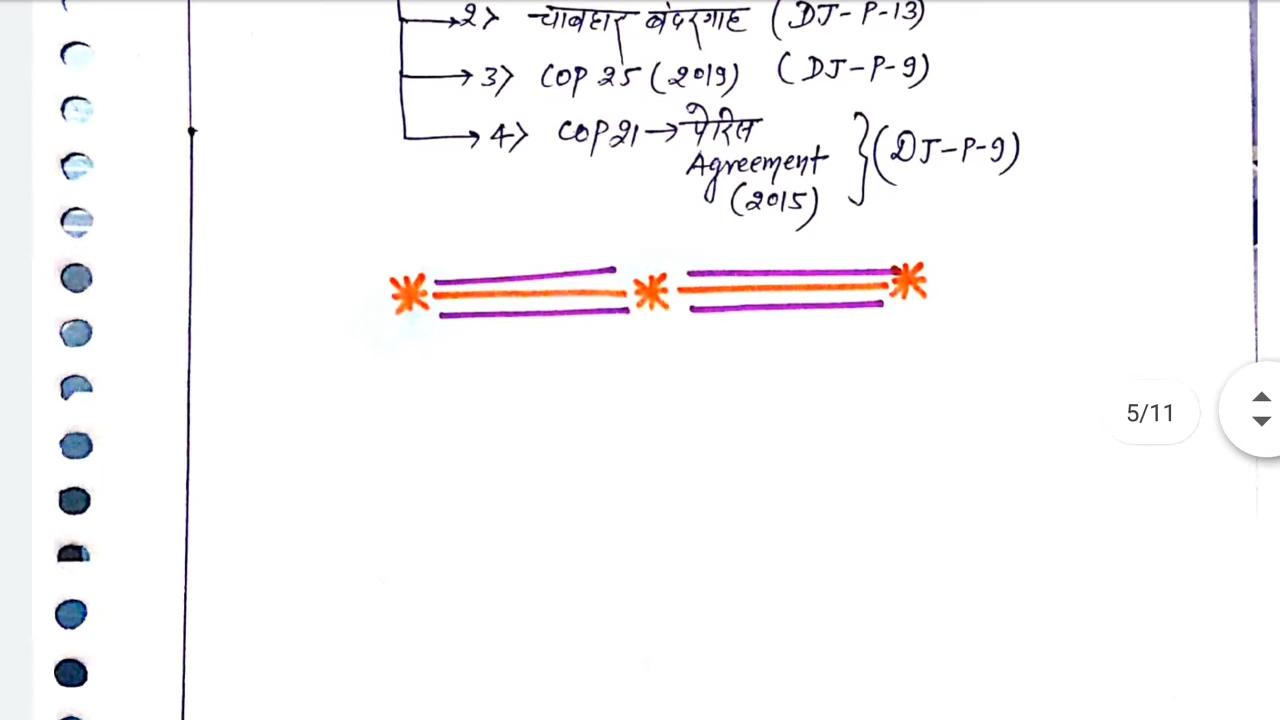 2> चाबहार बंदरगाह (DJ-P-13)
3> COP 25 (2019) (DJ-P-9)
4> COP 21 → पेरिस
Agreement
(2015) } (DJ-P-9)
5/11